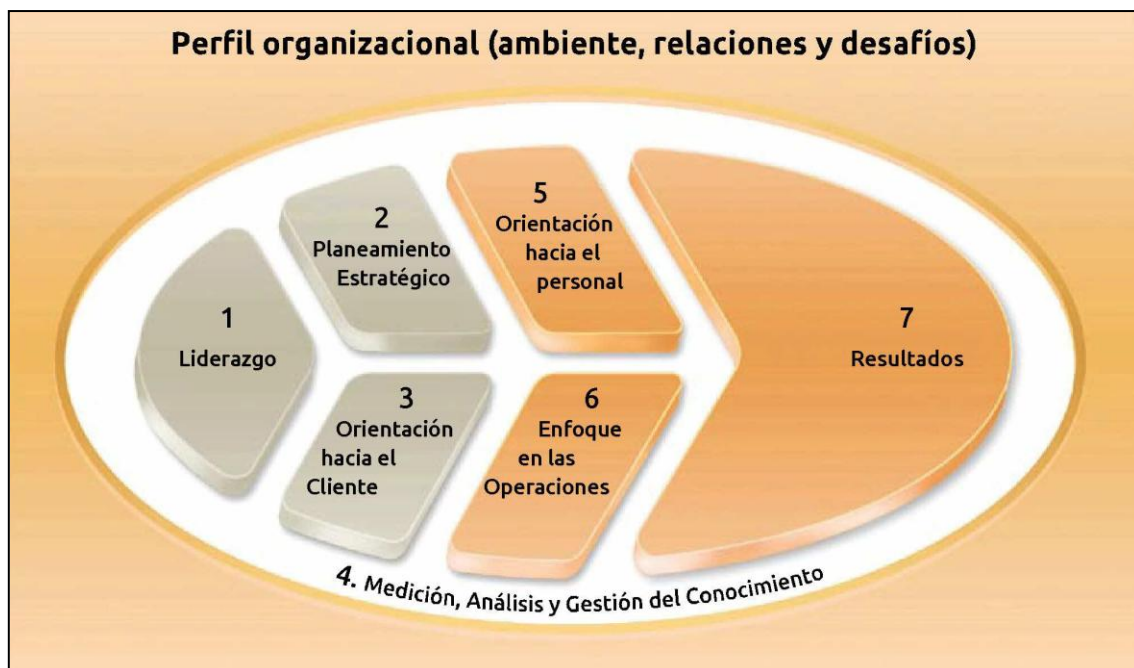 Perfil organizacional (ambiente, relaciones y desafíos)
1
Liderazgo
2
Planeamiento
Estratégico
3
Orientación
hacia el
Cliente
5
Orientación
hacia el
personal
6
Enfoque
en las
Operaciones
7
Resultados
4. Medición, Análisis y Gestión del Conocimiento